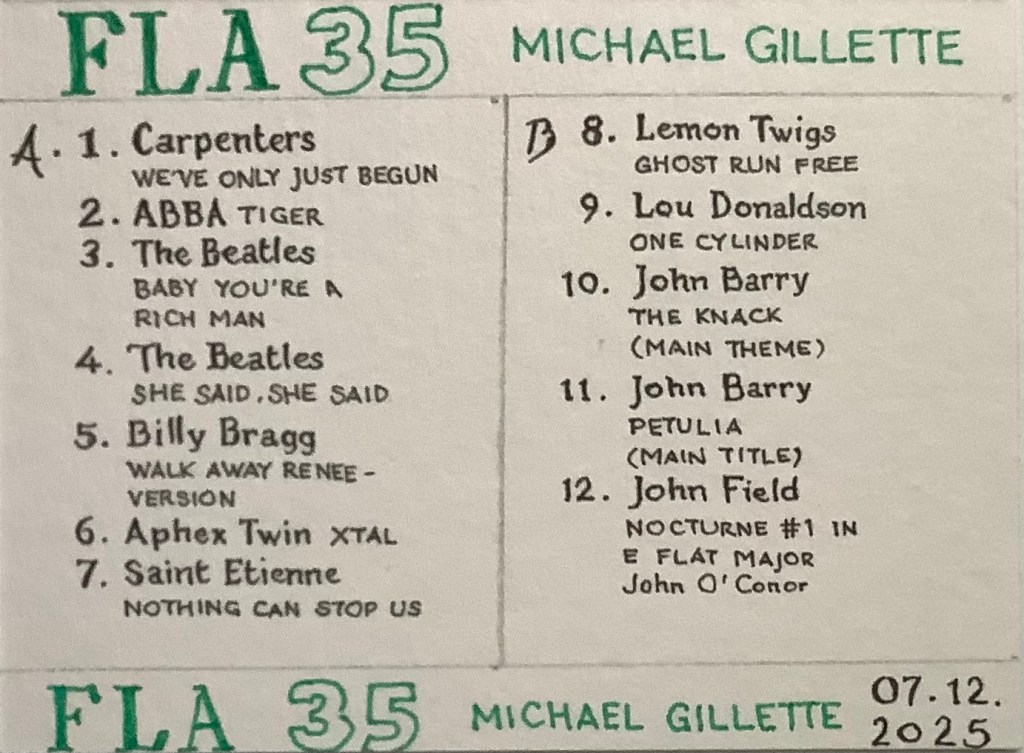 FLA 35 MICHAEL GILLETTE
A. 1. Carpenters
WE'VE ONLY JUST BEGUN
2. ABBA TIGER
3. The Beatles
BABY YOU'RE A
RICH MAN
4. The Beatles
SHE SAID, SHE SAID
5. Billy Bragg
WALK AWAY RENEE -
VERSION
6. Aphex Twin XTAL
7. Saint Etienne
NOTHING CAN STOP US
B 8. Lemon Twigs
GHOST RUN FREE
9. Lou Donaldson
ONE CYLINDER
10. John Barry
THE KNACK
(MAIN THEME)
11. John Barry
PETULIA
(MAIN TITLE)
12. John Field
NOCTURNE #1 IN
E FLAT MAJOR
John O'Conor
FLA 35 MICHAEL GILLETTE 07.12.
2025